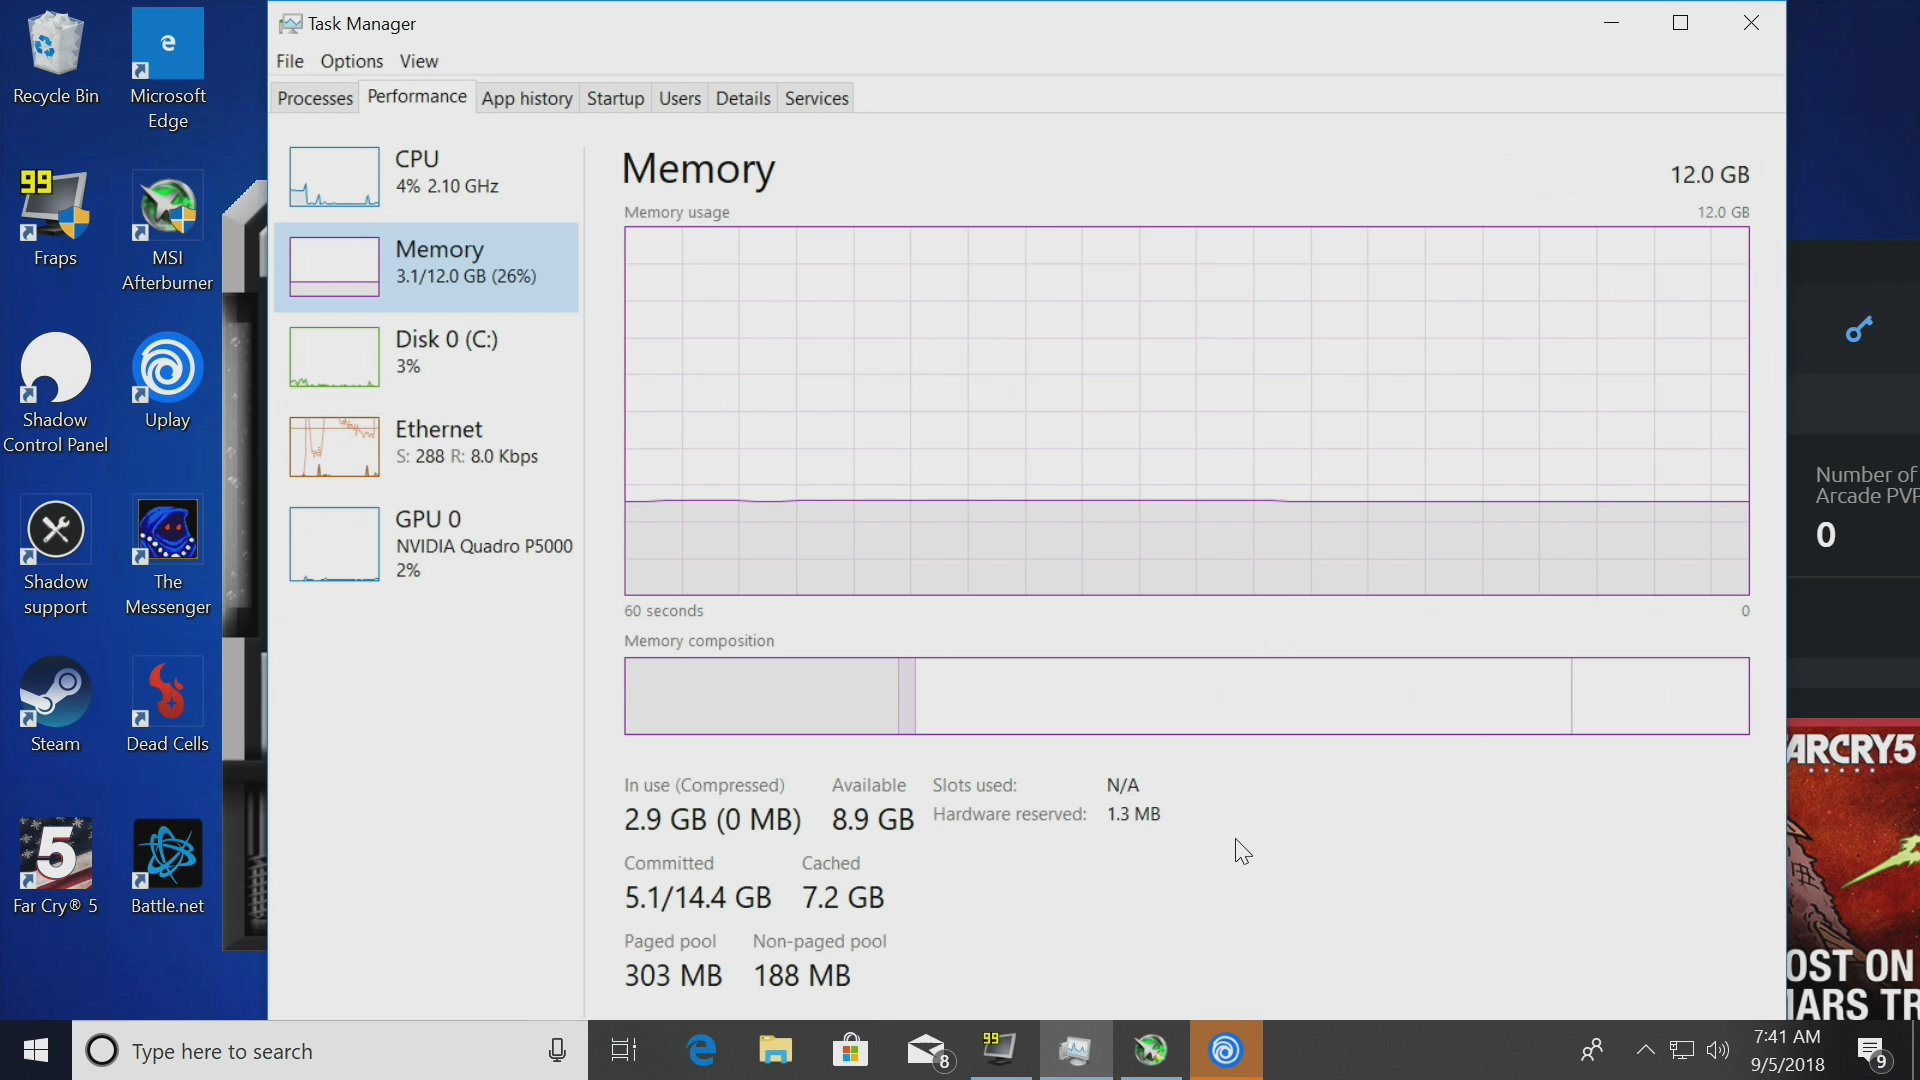 Task Manager
File Options View
Processes Performance App history Startup Users Details Services
CPU
4% 2.10 GHz
Memory
3.1/12.0 GB (26%)
Disk 0 (C:)
3%
Ethernet
S: 288 R: 8.0 Kbps
GPU 0
NVIDIA Quadro P5000
2%
Memory
12.0 GB
Memory usage
12.0 GB
60 seconds
0
Memory composition
In use (Compressed)
2.9 GB (0 MB)
Available
8.9 GB
Slots used: N/A
Hardware reserved: 1.3 MB
Committed
5.1/14.4 GB
Cached
7.2 GB
Paged pool
303 MB
Non-paged pool
188 MB
Recycle Bin
Microsoft
Edge
99
Fraps
MSI
Afterburner
Shadow
Control Panel
Uplay
Shadow
support
The
Messenger
Steam
Dead Cells
5
Far Cry® 5
Battle.net
Number of
Arcade PVP
0
ARCRY5
OST ON
ARS TR
Type here to search
8
99
7:41 AM
9/5/2018
9